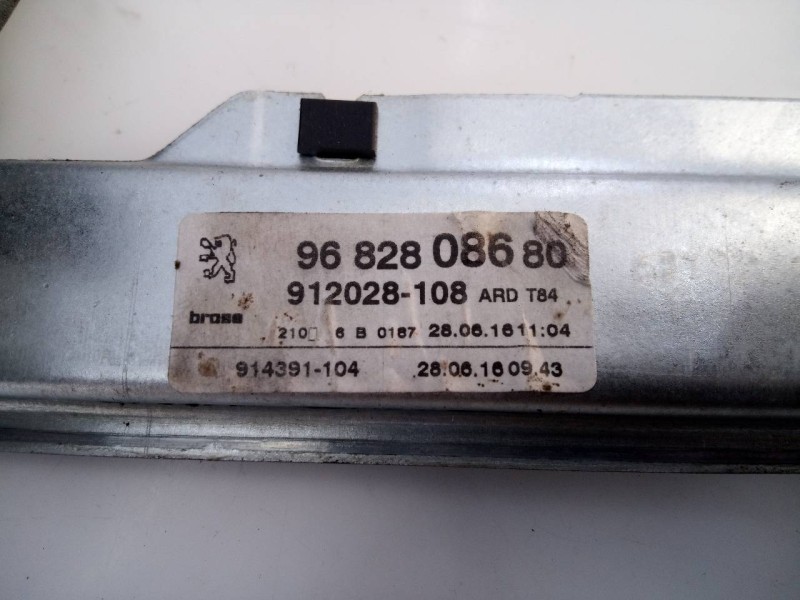 96 828 086 80
912028-108 ARD T84
brose
6 B 0187 28.06.16 11:04
914391-104 28.06.16 09.43